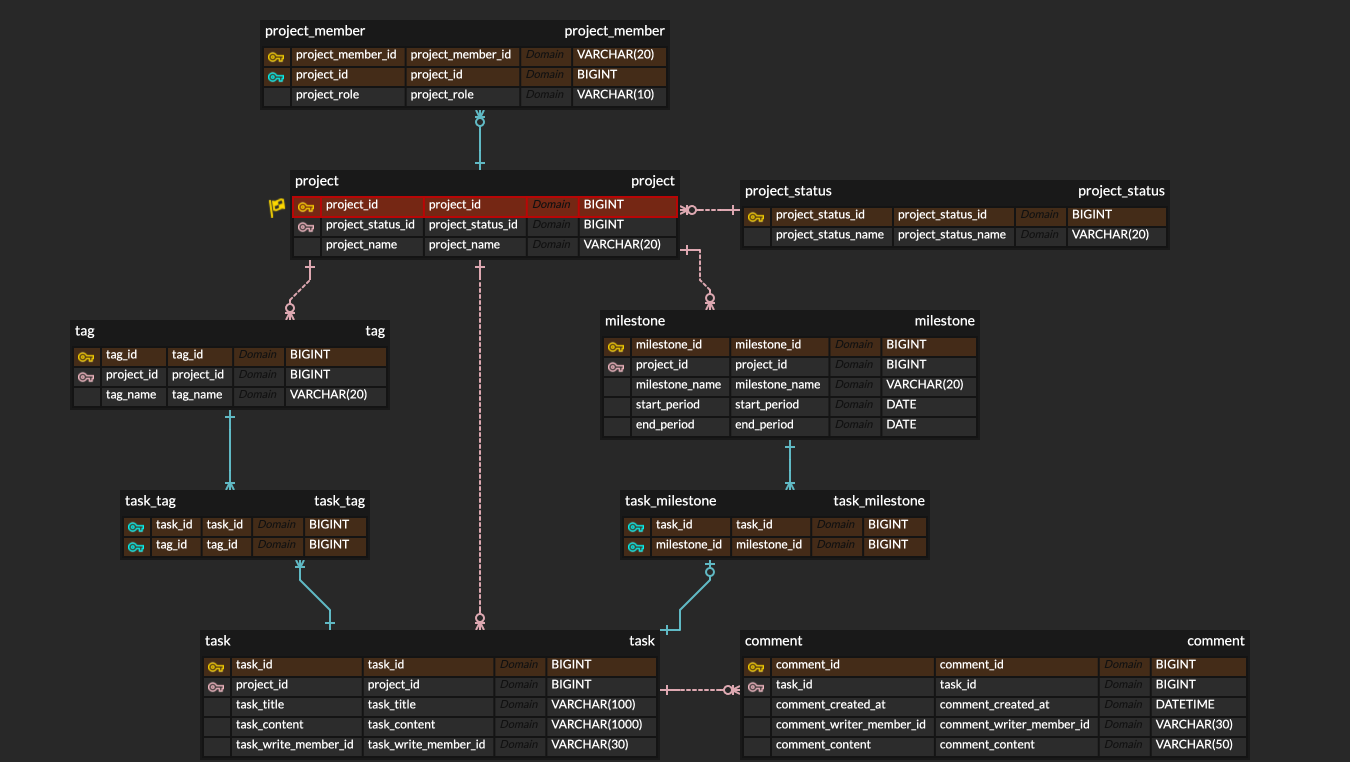 project_member project_member
project_member_id project_member_id Domain VARCHAR(20)
project_id project_id Domain BIGINT
project_role project_role Domain VARCHAR(10)
project project
project_id project_id Domain BIGINT
project_status_id project_status_id Domain BIGINT
project_name project_name Domain VARCHAR(20)
project_status project_status
project_status_id project_status_id Domain BIGINT
project_status_name project_status_name Domain VARCHAR(20)
tag tag
tag_id tag_id Domain BIGINT
project_id project_id Domain BIGINT
tag_name tag_name Domain VARCHAR(20)
milestone milestone
milestone_id milestone_id Domain BIGINT
project_id project_id Domain BIGINT
milestone_name milestone_name Domain VARCHAR(20)
start_period start_period Domain DATE
end_period end_period Domain DATE
task_tag task_tag
task_id task_id Domain BIGINT
tag_id tag_id Domain BIGINT
task_milestone task_milestone
task_id task_id Domain BIGINT
milestone_id milestone_id Domain BIGINT
task task
task_id task_id Domain BIGINT
project_id project_id Domain BIGINT
task_title task_title Domain VARCHAR(100)
task_content task_content Domain VARCHAR(1000)
task_write_member_id task_write_member_id Domain VARCHAR(30)
comment comment
comment_id comment_id Domain BIGINT
task_id task_id Domain BIGINT
comment_created_at comment_created_at Domain DATETIME
comment_writer_member_id comment_writer_member_id Domain VARCHAR(30)
comment_content comment_content Domain VARCHAR(50)